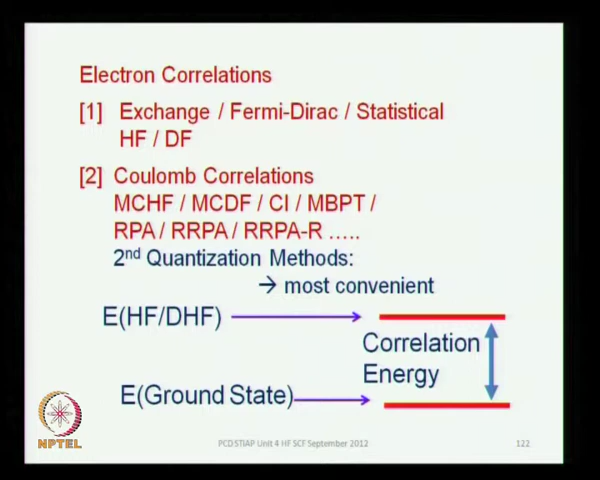 Electron Correlations
[1] Exchange / Fermi-Dirac / Statistical
HF / DF
[2] Coulomb Correlations
MCHF / MCDF / CI / MBPT /
RPA / RRPA / RRPA-R …..
2nd Quantization Methods:
→ most convenient
E(HF/DHF)
Correlation
Energy
E(Ground State)
NPTEL
PCD STIAP Unit 4 HF SCF September 2012
122